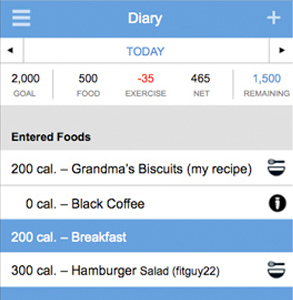 Diary
TODAY
2,000 500 -35 465 1,500
GOAL FOOD EXERCISE NET REMAINING
Entered Foods
200 cal. – Grandma's Biscuits (my recipe)
0 cal. – Black Coffee
200 cal. – Breakfast
300 cal. – Hamburger Salad (fitguy22)